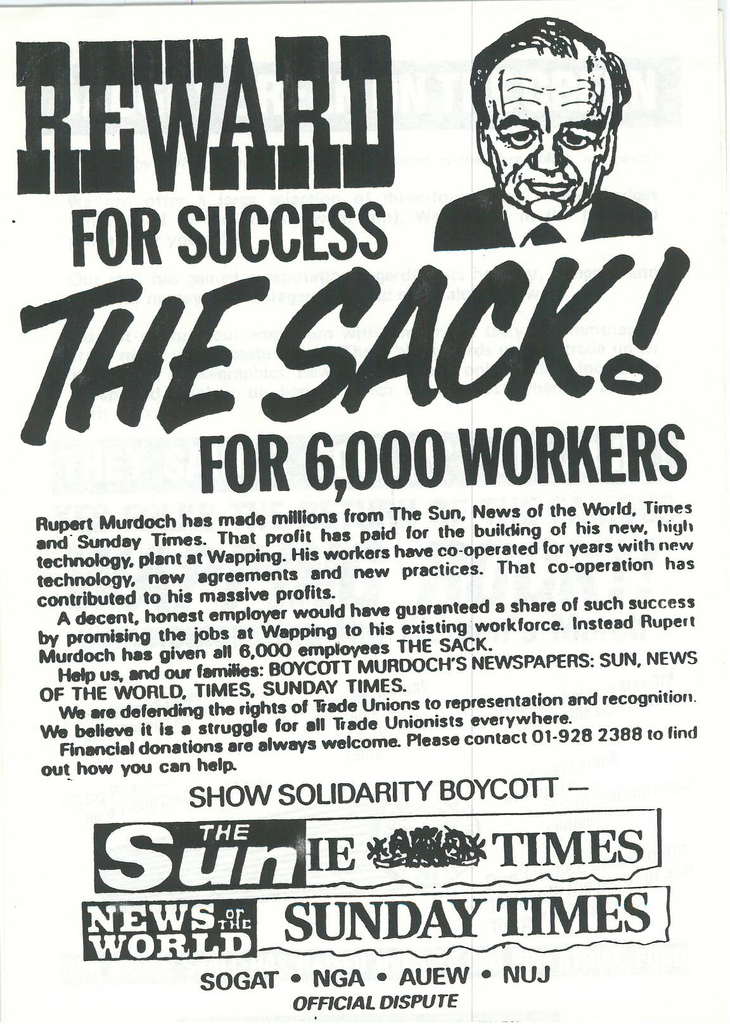 REWARD
FOR SUCCESS
THE SACK!
FOR 6,000 WORKERS
Rupert Murdoch has made millions from The Sun, News of the World, Times
and Sunday Times. That profit has paid for the building of his new, high
technology, plant at Wapping. His workers have co-operated for years with new
technology, new agreements and new practices. That co-operation has
contributed to his massive profits.
A decent, honest employer would have guaranteed a share of such success
by promising the jobs at Wapping to his existing workforce. Instead Rupert
Murdoch has given all 6,000 employees THE SACK.
Help us, and our families: BOYCOTT MURDOCH'S NEWSPAPERS: SUN, NEWS
OF THE WORLD, TIMES, SUNDAY TIMES.
We are defending the rights of Trade Unions to representation and recognition.
We believe it is a struggle for all Trade Unionists everywhere.
Financial donations are always welcome. Please contact 01-928 2388 to find
out how you can help.
SHOW SOLIDARITY BOYCOTT —
THE Sun IE TIMES
NEWS OF THE WORLD SUNDAY TIMES
SOGAT • NGA • AUEW • NUJ
OFFICIAL DISPUTE